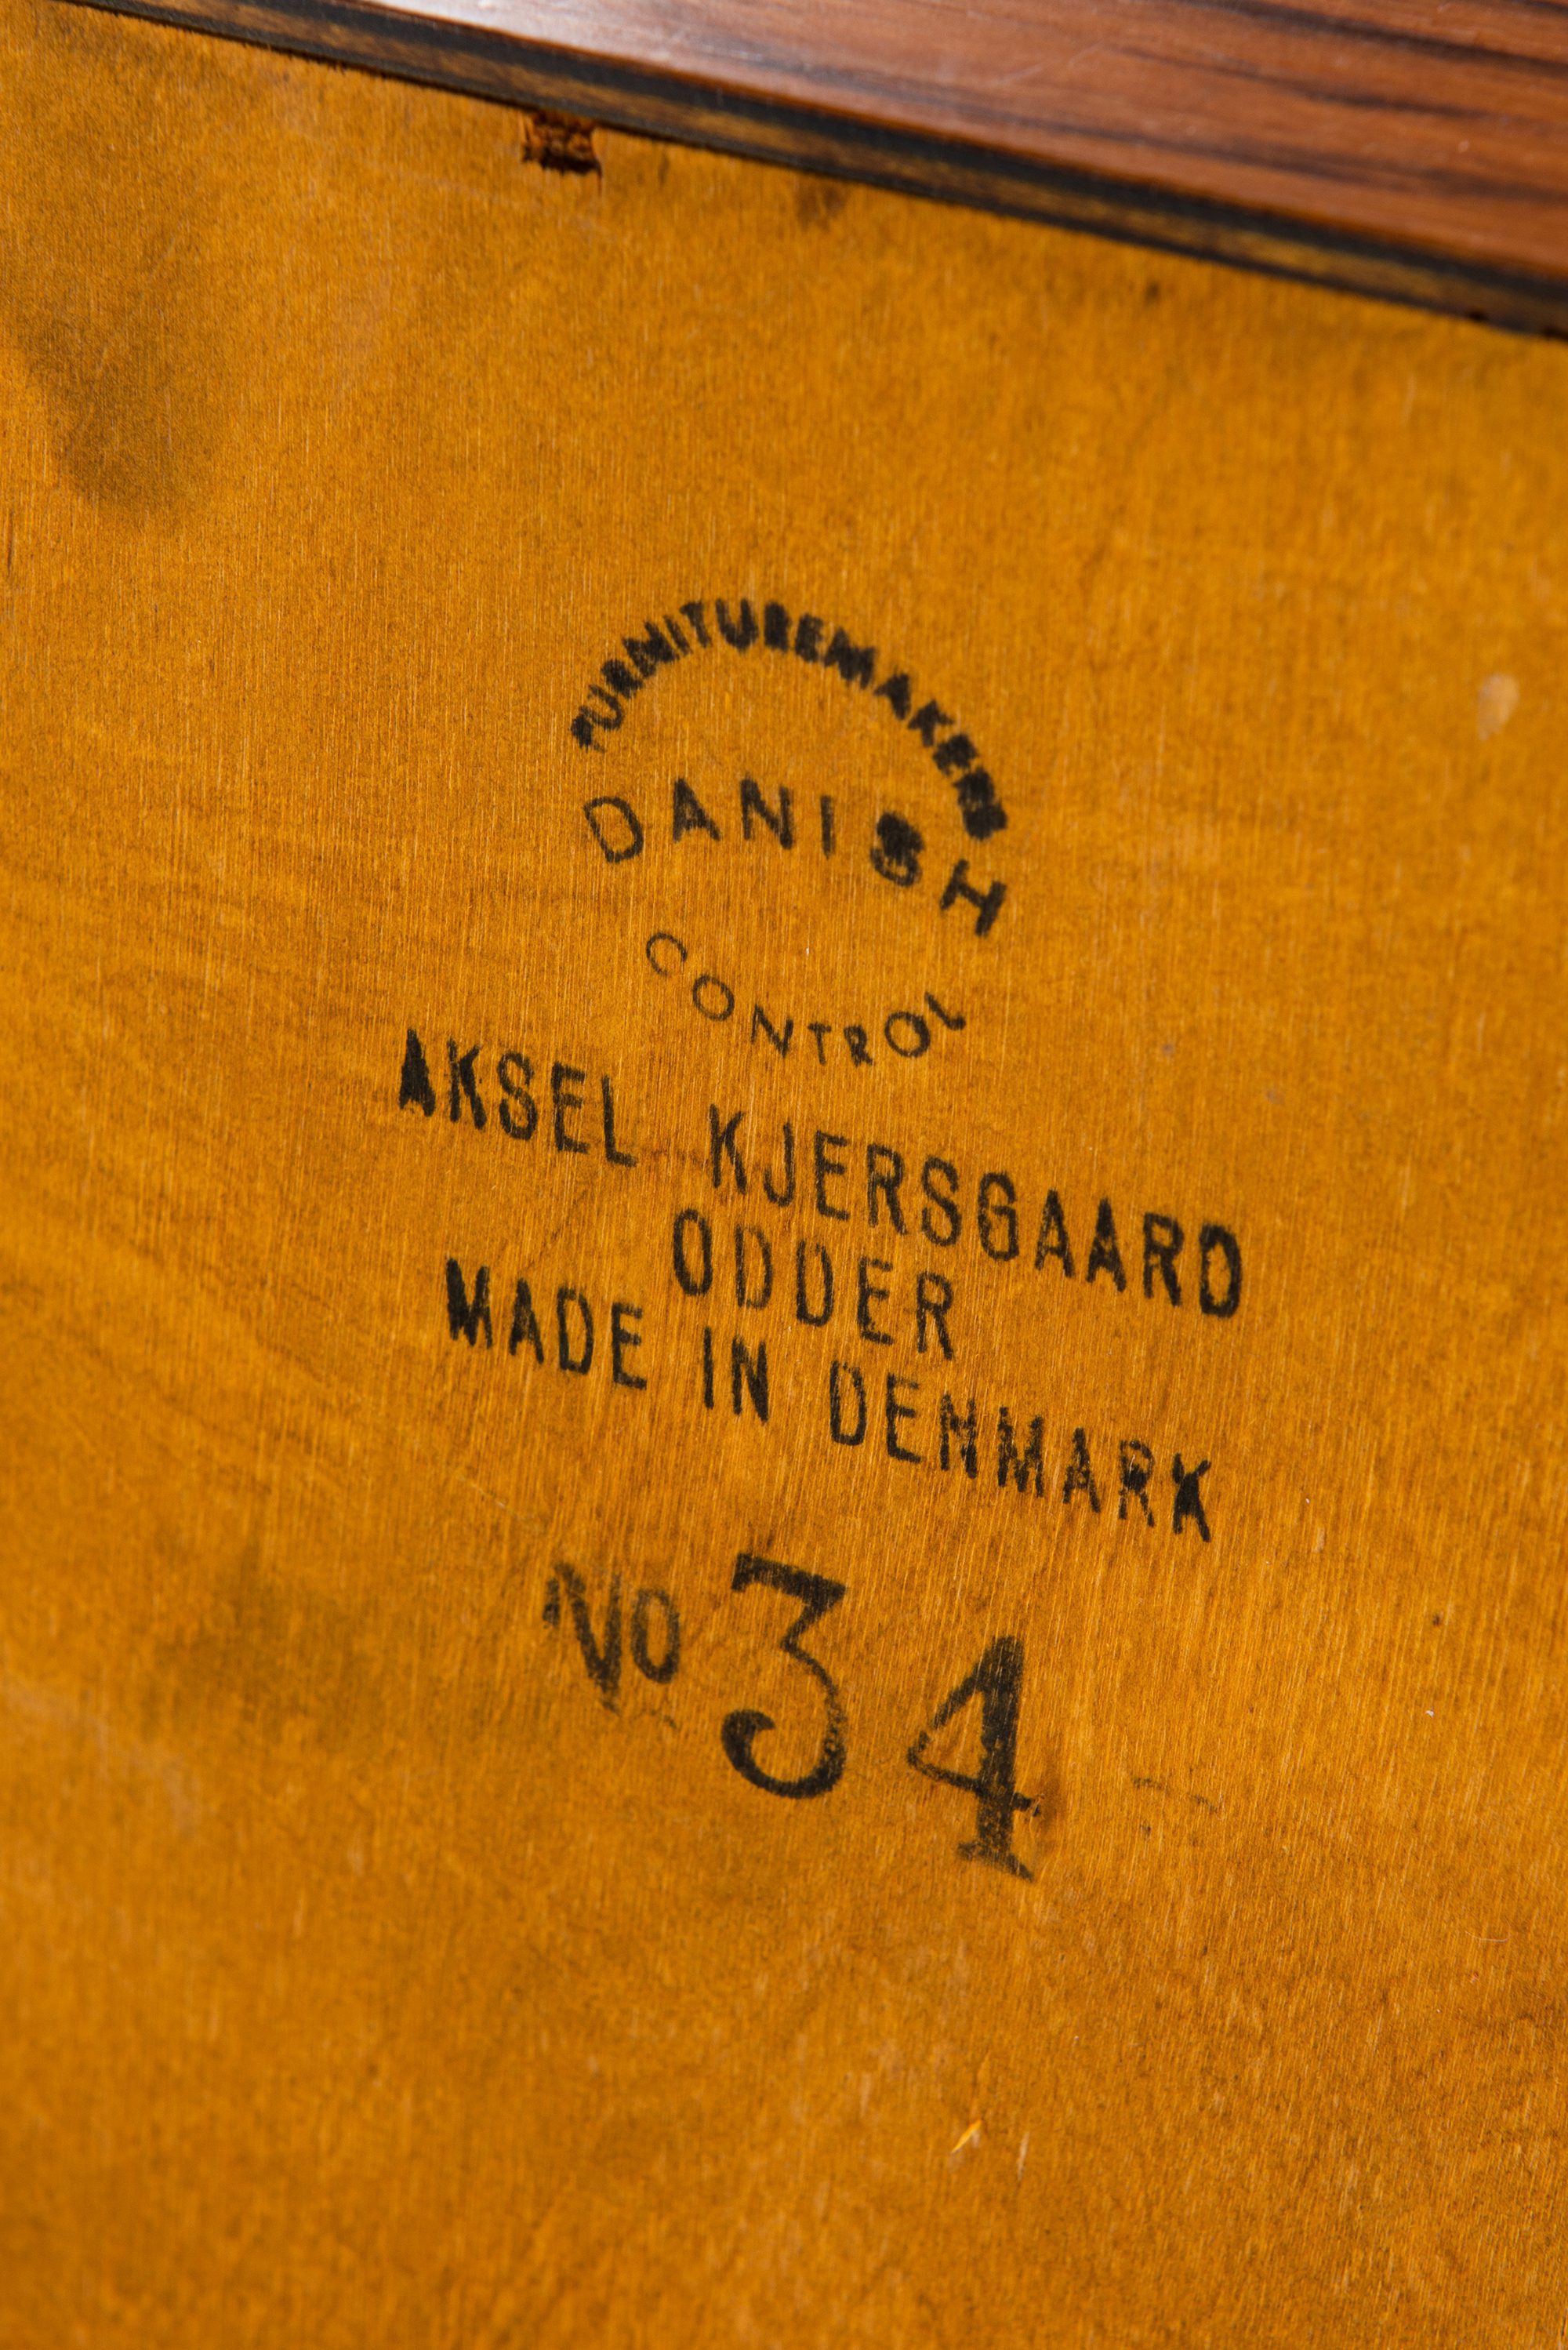 FURNITUREMAKERS
DANISH
CONTROL
AKSEL KJERSGAARD
ODDER
MADE IN DENMARK
No 34